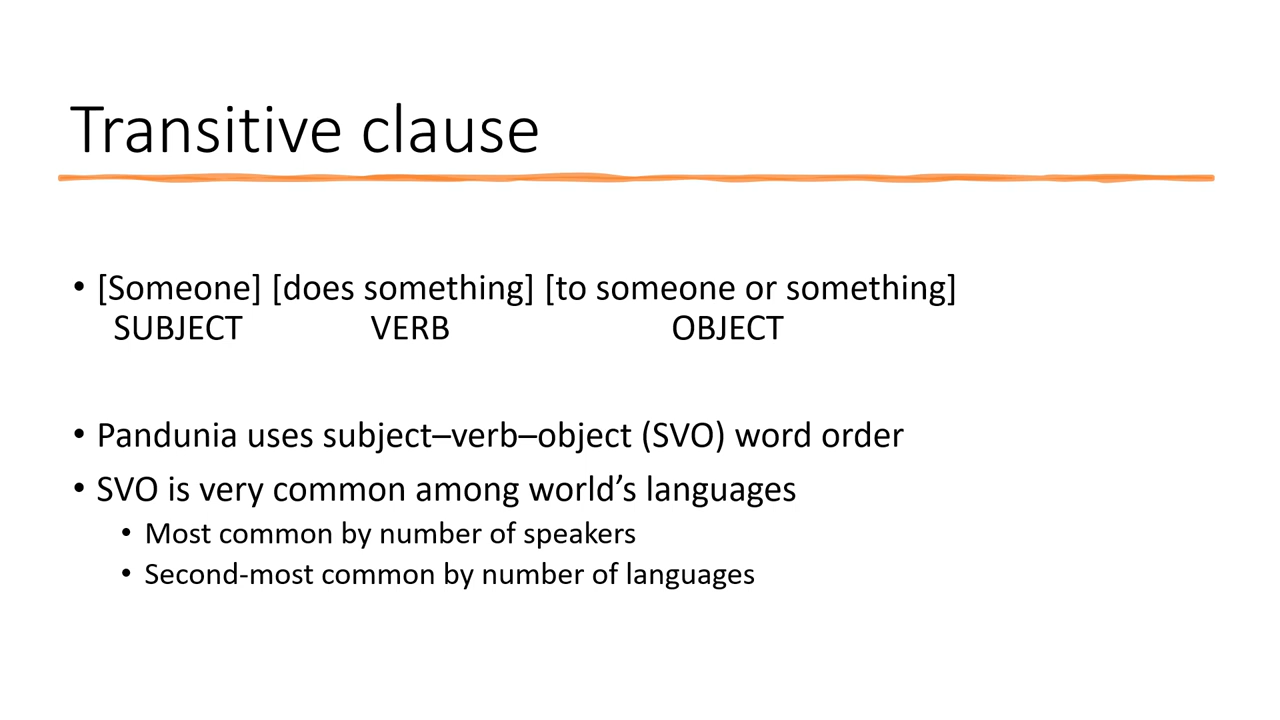 Transitive clause
• [Someone] [does something] [to someone or something]
SUBJECT VERB OBJECT
• Pandunia uses subject–verb–object (SVO) word order
• SVO is very common among world’s languages
• Most common by number of speakers
• Second-most common by number of languages